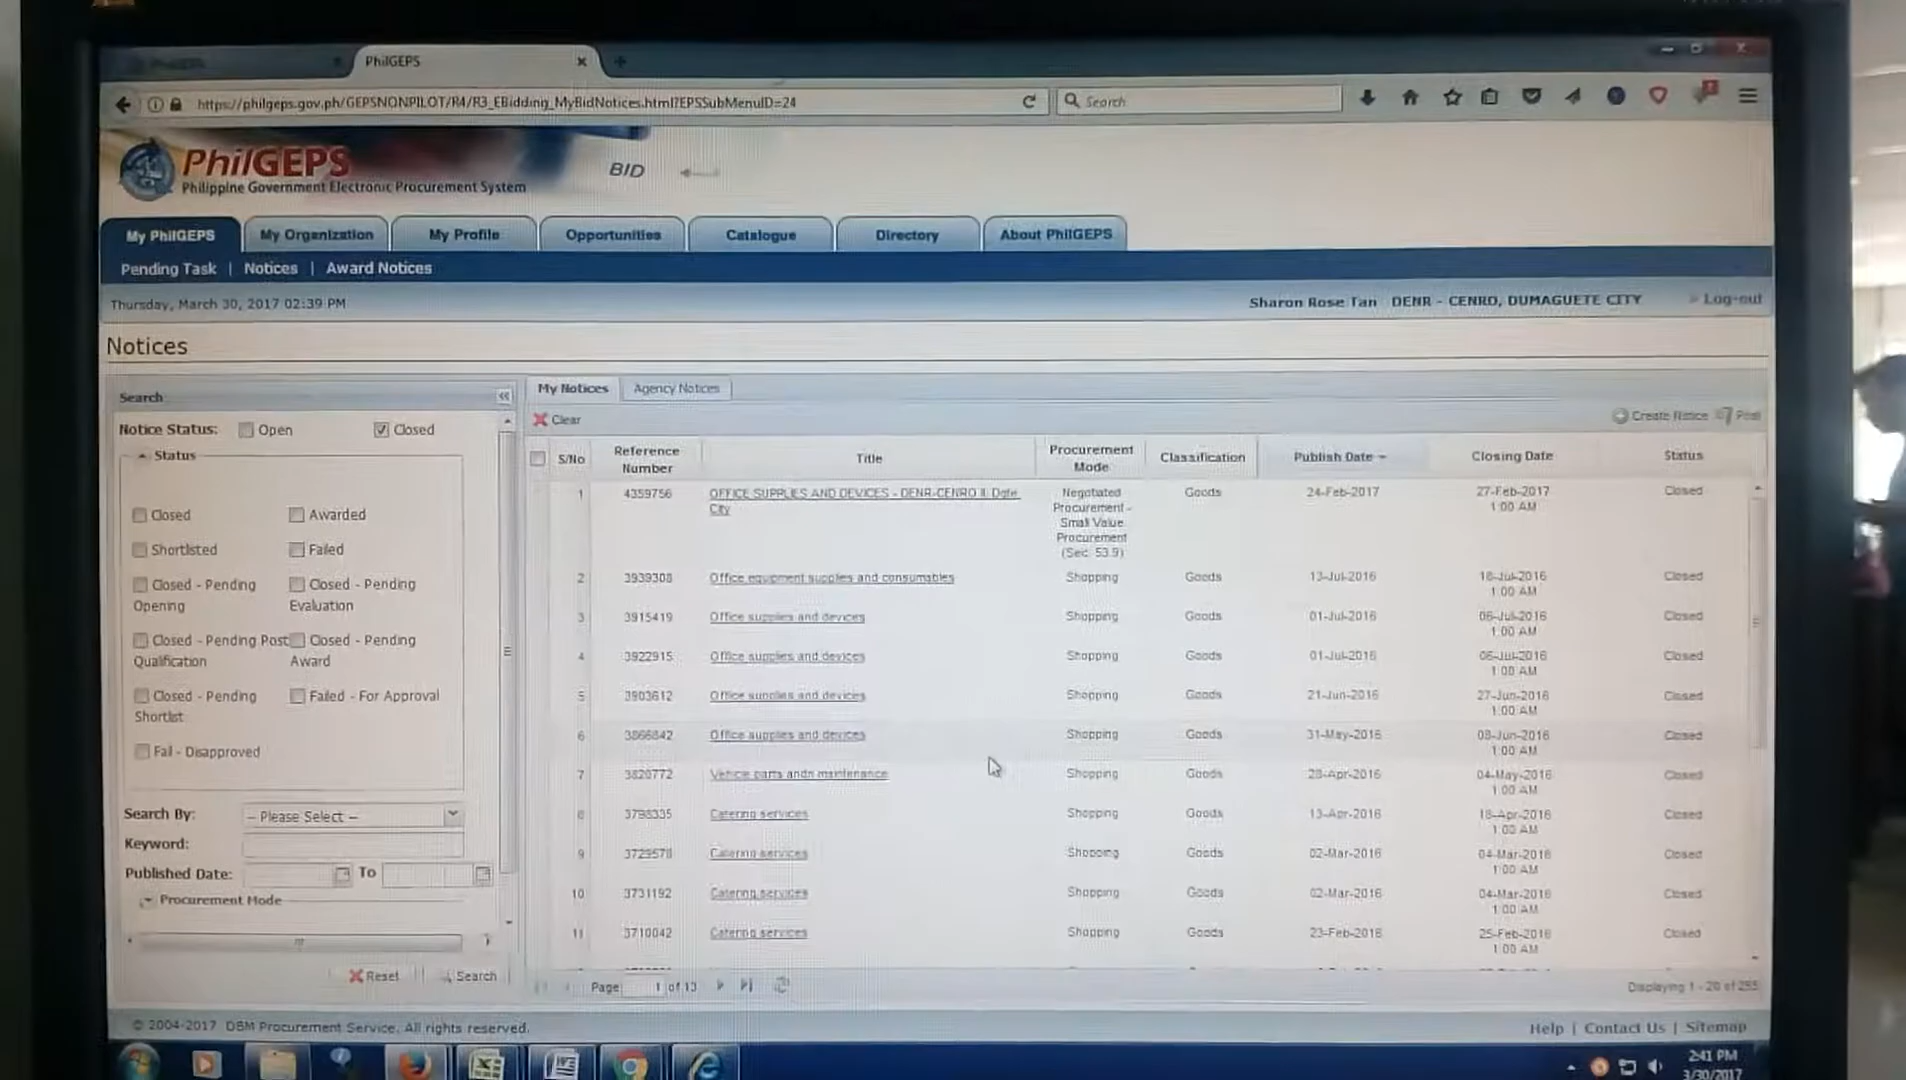 PhilGEPS
https://philgeps.gov.ph/GEPSNONPILOT/R4/R3_EBidding_MyBidNotices.html?EPSSubMenuID=24
Search
PhilGEPS
Philippine Government Electronic Procurement System
BID
My PhilGEPS
My Organization
My Profile
Opportunities
Catalogue
Directory
About PhilGEPS
Pending Task | Notices | Award Notices
Thursday, March 30, 2017 02:39 PM
Sharon Rose Tan DENR - CENRO, DUMAGUETE CITY
Log-out
Notices
Search
Notice Status: Open Closed
Status
Closed Awarded
Shortlisted Failed
Closed - Pending Opening
Closed - Pending Evaluation
Closed - Pending Post Qualification
Closed - Pending Award
Closed - Pending Shortlist
Failed - For Approval
Fail - Disapproved
Search By: -- Please Select --
Keyword:
Published Date: To
Procurement Mode
Reset Search
My Notices Agency Notices
Clear
Create Notice Post
S/No Reference Number Title Procurement Mode Classification Publish Date Closing Date Status
1 4359756 OFFICE SUPPLIES AND DEVICES - DENR-CENRO II, Dgte. City Negotiated Procurement - Small Value Procurement (Sec. 53.9) Goods 24-Feb-2017 27-Feb-2017 1:00 AM Closed
2 3939308 Office equipment supplies and consumables Shopping Goods 13-Jul-2016 18-Jul-2016 1:00 AM Closed
3 3915419 Office supplies and devices Shopping Goods 01-Jul-2016 06-Jul-2016 1:00 AM Closed
4 3922915 Office supplies and devices Shopping Goods 01-Jul-2016 06-Jul-2016 1:00 AM Closed
5 3903612 Office supplies and devices Shopping Goods 21-Jun-2016 27-Jun-2016 1:00 AM Closed
6 3866842 Office supplies and devices Shopping Goods 31-May-2016 1:00 AM Closed
7 3820772 Vehicle parts andn maintenance Shopping Goods 04-May-2016 1:00 AM Closed
8 3798335 Catering services Shopping Goods 13-Apr-2016 18-Apr-2016 1:00 AM Closed
9 Catering services Shopping Goods 02-Mar-2016 04-Mar-2016 1:00 AM Closed
10 3731192 Catering services Shopping Goods 02-Mar-2016 04-Mar-2016 1:00 AM Closed
11 3710042 Catering services Shopping Goods 23-Feb-2016 25-Feb-2016 1:00 AM Closed
Page 1 of 13
Displaying 1 - 20 of 255
© 2004-2017 DBM Procurement Service. All rights reserved.
Help | Contact Us | Sitemap
2:41 PM
3/30/2017